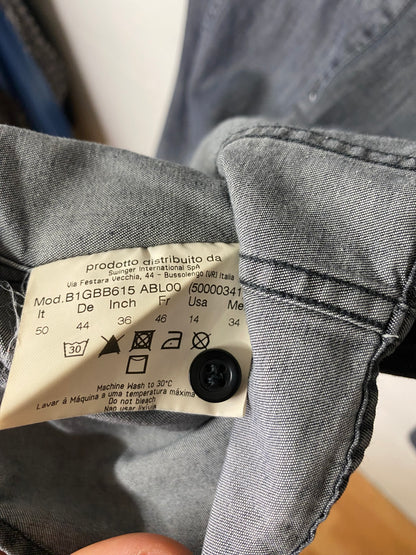 prodotto distribuito da
Swinger International SpA
Via Festara Vecchia, 44 - Bussolengo (VR) Italia
Mod.B1GBB615 ABL00 (50000341
It De Inch Fr Usa Me
50 44 36 46 14 34
30
Machine Wash to 30°C
Lavar á Máquina a uma temperatura máxima
Do not bleach
Não usar lixívia